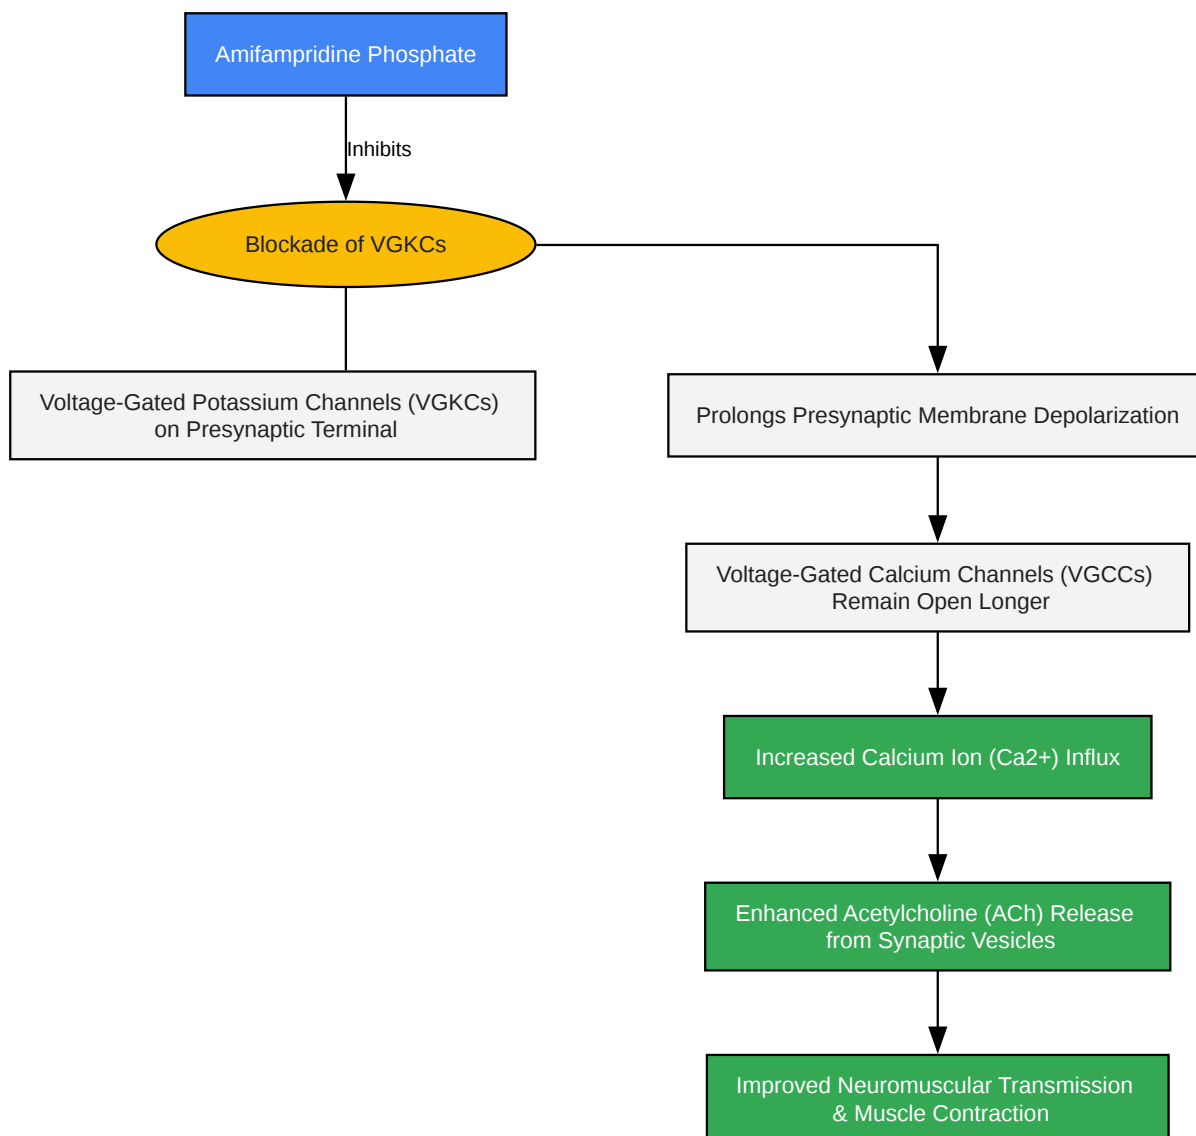 Amifampridine Phosphate
Inhibits
Blockade of VGKCs
Voltage-Gated Potassium Channels (VGKCs)
on Presynaptic Terminal
Prolongs Presynaptic Membrane Depolarization
Voltage-Gated Calcium Channels (VGCCs)
Remain Open Longer
Increased Calcium Ion (Ca2+) Influx
Enhanced Acetylcholine (ACh) Release
from Synaptic Vesicles
Improved Neuromuscular Transmission
& Muscle Contraction